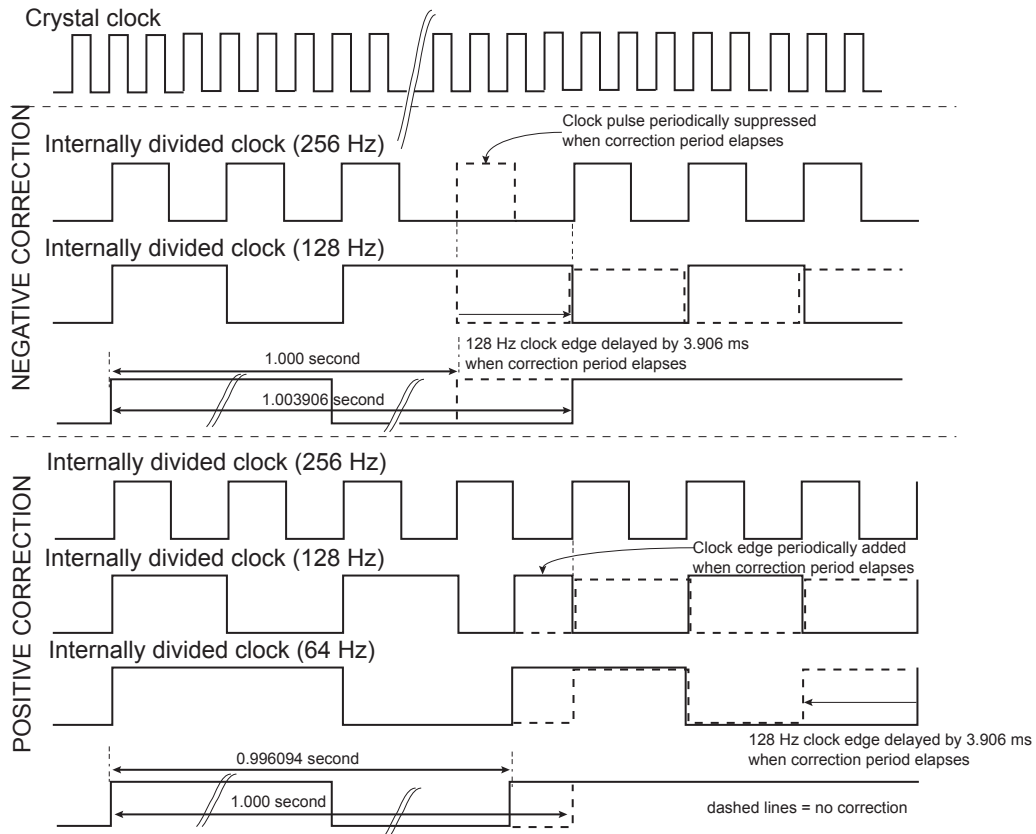 Crystal clock
NEGATIVE CORRECTION
Internally divided clock (256 Hz)
Clock pulse periodically suppressed
when correction period elapses
Internally divided clock (128 Hz)
128 Hz clock edge delayed by 3.906 ms
when correction period elapses
1.000 second
1.003906 second
POSITIVE CORRECTION
Internally divided clock (256 Hz)
Internally divided clock (128 Hz)
Clock edge periodically added
when correction period elapses
Internally divided clock (64 Hz)
128 Hz clock edge delayed by 3.906 ms
when correction period elapses
0.996094 second
1.000 second
dashed lines = no correction